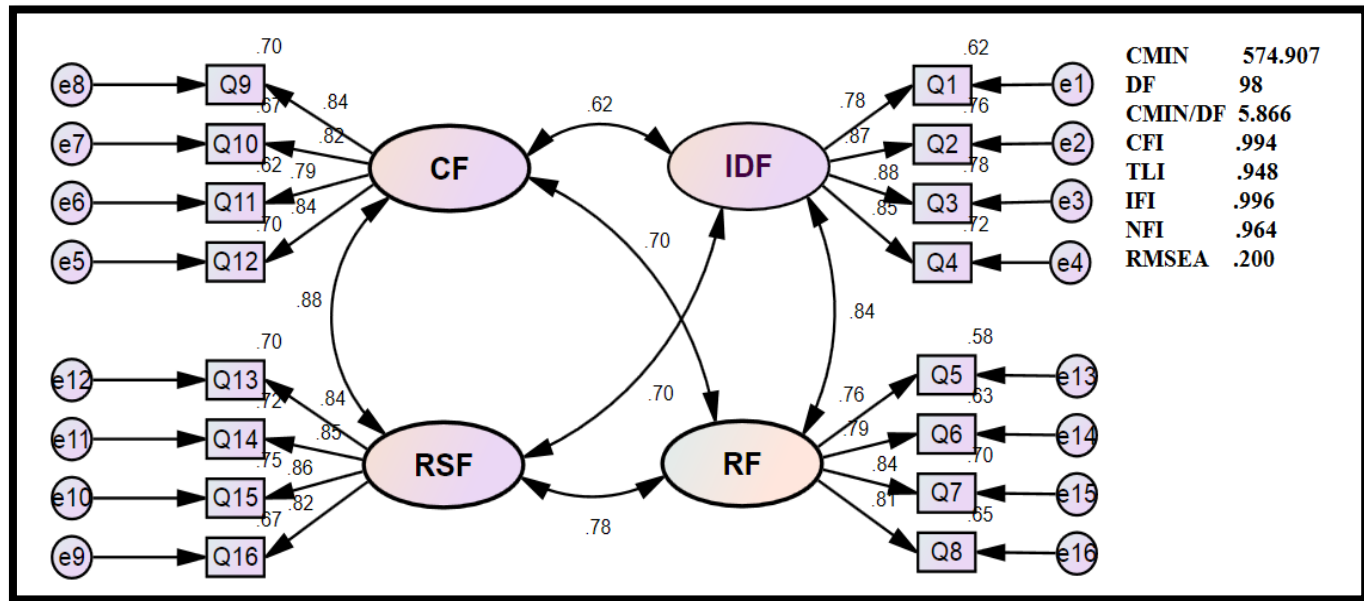 .70
e8 Q9
.84
.67
e7 Q10
.82
.62
e6 Q11
.79
.84
.70
e5 Q12
CF
.62
IDF
.62
Q1 e1
.78
.76
Q2 e2
.87
.78
Q3 e3
.88
.85
.72
Q4 e4
CMIN 574.907
DF 98
CMIN/DF 5.866
CFI .994
TLI .948
IFI .996
NFI .964
RMSEA .200
.88
.70
.70
.84
.70
e12 Q13
.84
.72
e11 Q14
.85
.75
e10 Q15
.86
.82
.67
e9 Q16
RSF
.78
RF
.58
Q5 e13
.76
.63
Q6 e14
.79
.70
Q7 e15
.84
.81
.65
Q8 e16